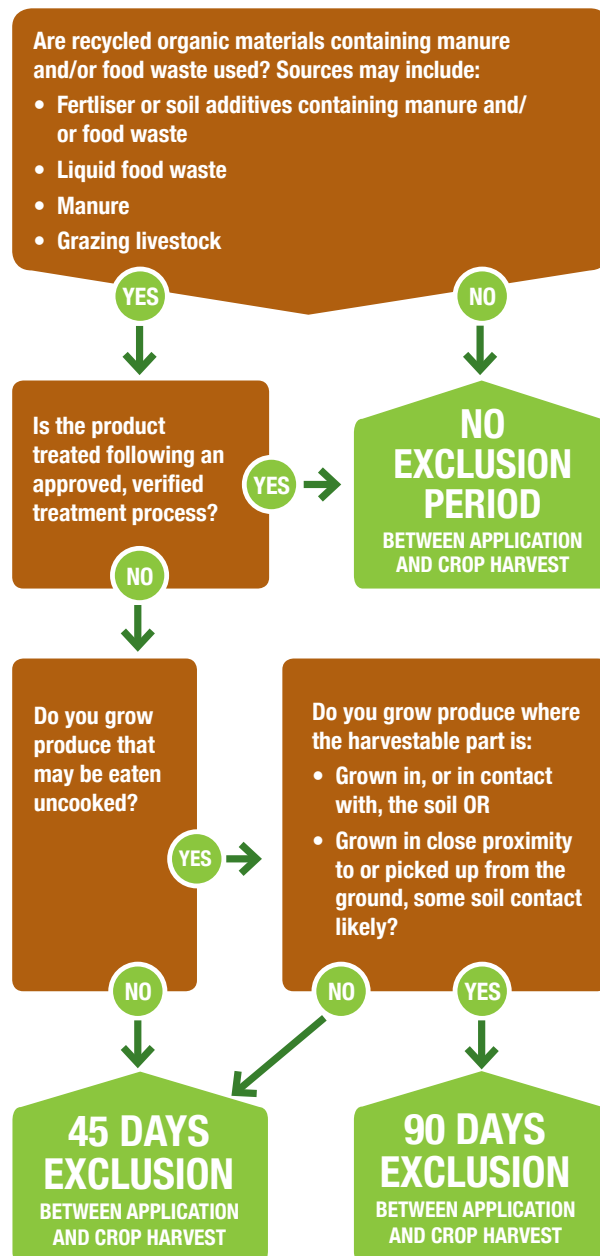 Are recycled organic materials containing manure
and/or food waste used? Sources may include:
• Fertliser or soil additives containing manure and/
or food waste
• Liquid food waste
• Manure
• Grazing livestock
YES
NO
Is the product
treated following an
approved, verified
treatment process?
YES
NO
EXCLUSION
PERIOD
BETWEEN APPLICATION
AND CROP HARVEST
NO
Do you grow
produce that
may be eaten
uncooked?
YES
Do you grow produce where
the harvestable part is:
• Grown in, or in contact
with, the soil OR
• Grown in close proximity
to or picked up from the
ground, some soil contact
likely?
NO
NO
YES
45 DAYS
EXCLUSION
BETWEEN APPLICATION
AND CROP HARVEST
90 DAYS
EXCLUSION
BETWEEN APPLICATION
AND CROP HARVEST